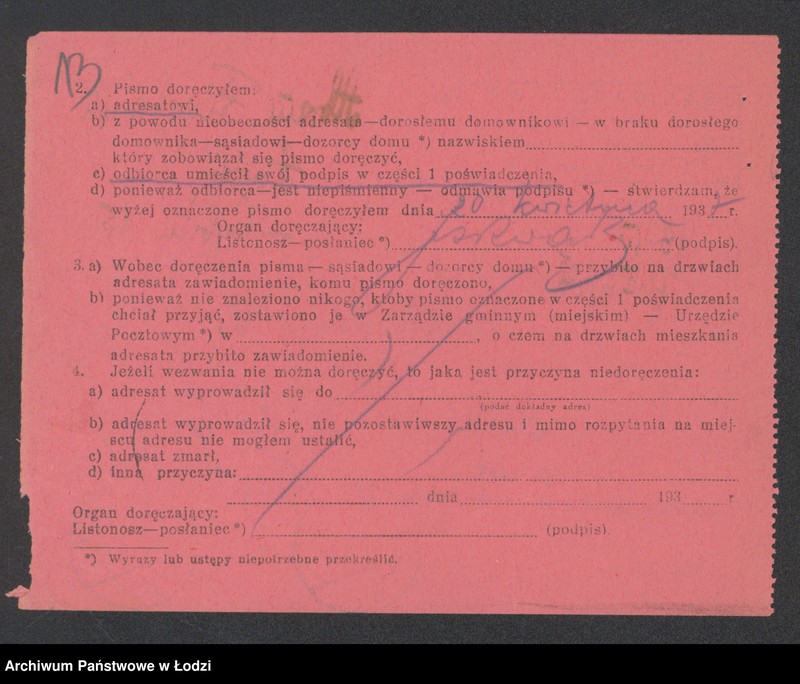 2. Pismo doręczyłem:
a) adresatowi,
b) z powodu nieobecności adresata—dorosłemu domownikowi — w braku dorosłego
domownika—sąsiadowi—dozorcy domu *) nazwiskiem
który zobowiązał się pismo doręczyć,
c) odbiorca umieścił swój podpis w części 1 poświadczenia,
d) ponieważ odbiorca—jest niepiśmienny — odmawia podpisu *) — stwierdzam, że
wyżej oznaczone pismo doręczyłem dnia 20 kwietnia 1937 r.
Organ doręczający:
Listonosz—posłaniec *) (podpis).
3. a) Wobec doręczenia pisma — sąsiadowi — dozorcy domu *) — przybito na drzwiach
adresata zawiadomienie, komu pismo doręczono,
b) ponieważ nie znaleziono nikogo, ktoby pismo oznaczone w części 1 poświadczenia
chciał przyjąć, zostawiono je w Zarządzie gminnym (miejskim) — Urzędzie
Pocztowym *) w , o czem na drzwiach mieszkania
adresata przybito zawiadomienie.
4. Jeżeli wezwania nie można doręczyć, to jaka jest przyczyna niedoręczenia:
a) adresat wyprowadził się do
(podać dokładny adres)
b) adresat wyprowadził się, nie pozostawiwszy adresu i mimo rozpytania na miej-
scu adresu nie mogłem ustalić,
c) adresat zmarł,
d) inna przyczyna:
dnia 193 r
Organ doręczający:
Listonosz—posłaniec *) (podpis).
*) Wyrazy lub ustępy niepotrzebne przekreślić.
Archiwum Państwowe w Łodzi